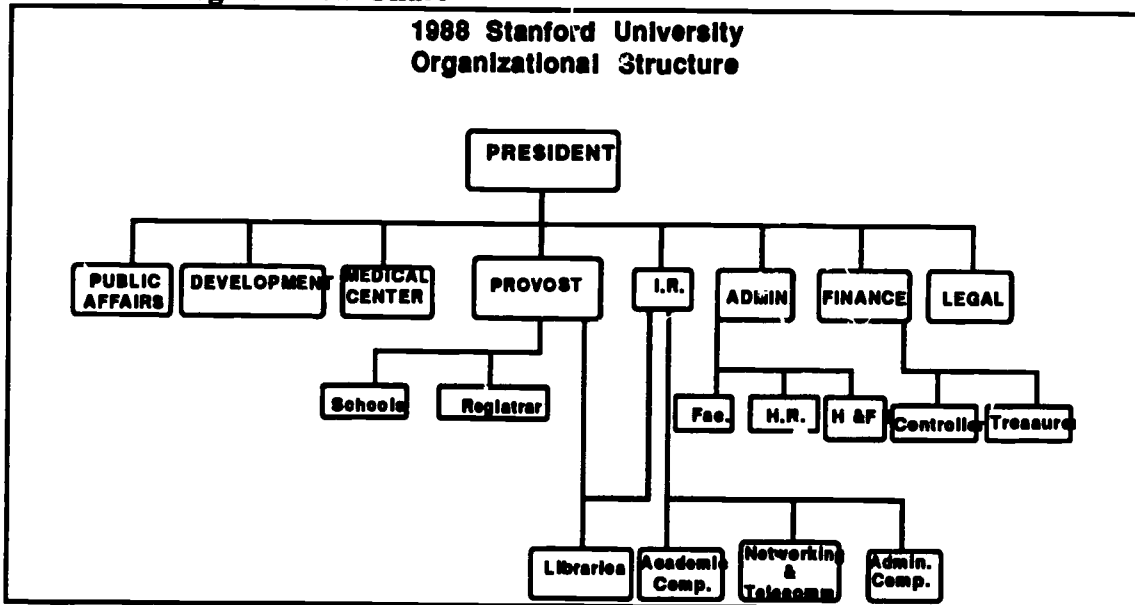 1988 Stanford University
Organizational Structure
PRESIDENT
PUBLIC
AFFAIRS
DEVELOPMENT
MEDICAL
CENTER
PROVOST
I.R.
ADMIN
FINANCE
LEGAL
Schools
Registrar
Fac.
H.R.
H &F
Controller
Treasurer
Libraries
Academic
Comp.
Networking
&
Telecomm.
Admin.
Comp.